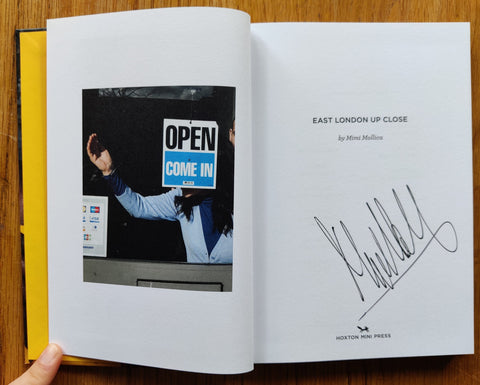 OPEN
COME IN
EAST LONDON UP CLOSE
by Mimi Mollica
HOXTON MINI PRESS